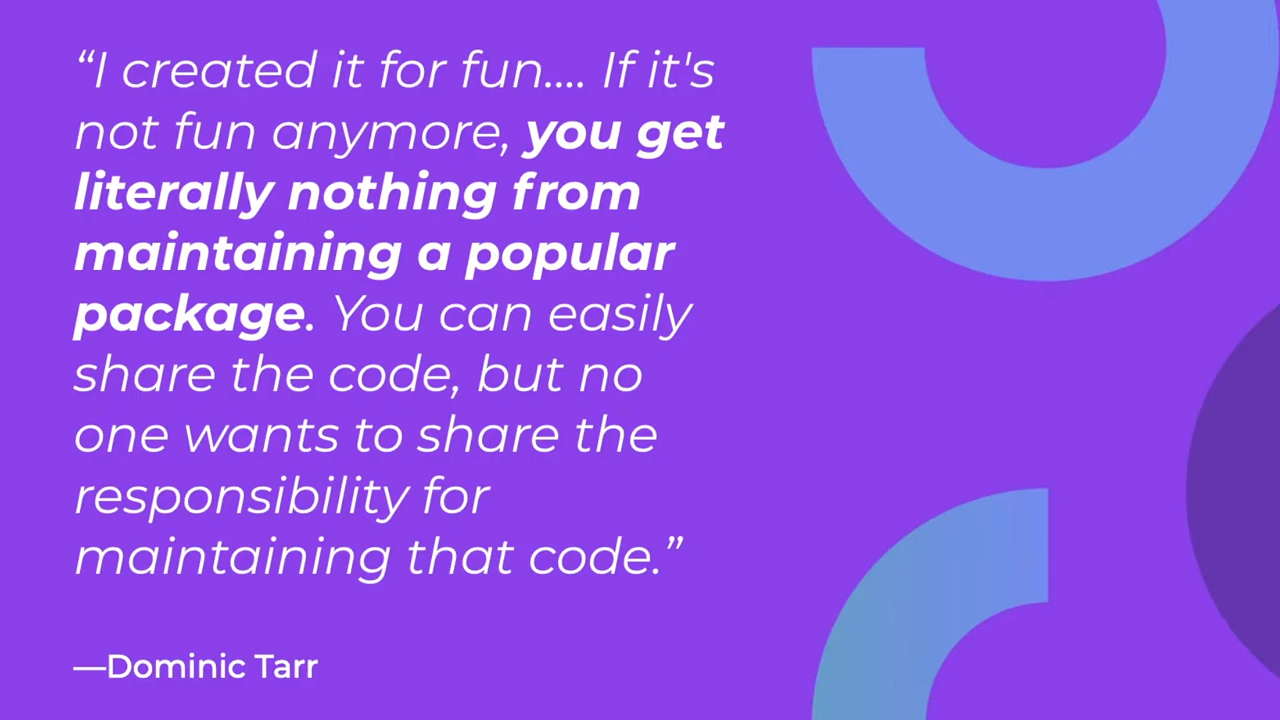 “I created it for fun.... If it's
not fun anymore, you get
literally nothing from
maintaining a popular
package. You can easily
share the code, but no
one wants to share the
responsibility for
maintaining that code.”
—Dominic Tarr